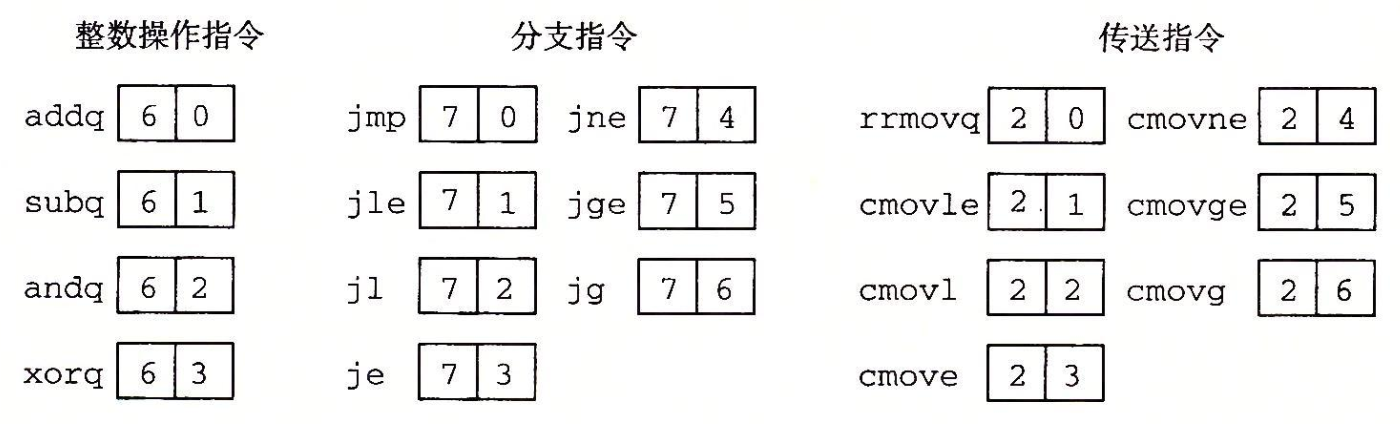 整数操作指令 分支指令 传送指令
addq 6 0 jmp 7 0 jne 7 4 rrmovq 2 0 cmovne 2 4
subq 6 1 jle 7 1 jge 7 5 cmovle 2 1 cmovge 2 5
andq 6 2 jl 7 2 jg 7 6 cmovl 2 2 cmovg 2 6
xorq 6 3 je 7 3 cmove 2 3